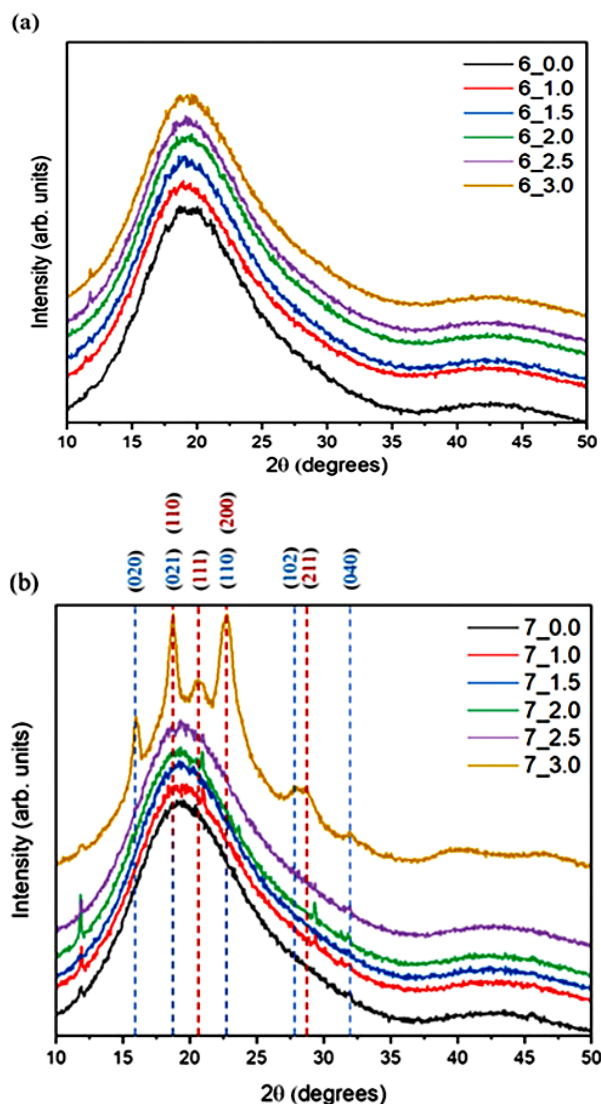 (a)
6_0.0
6_1.0
6_1.5
6_2.0
6_2.5
6_3.0
Intensity (arb. units)
10 15 20 25 30 35 40 45 50
2θ (degrees)
(110) (200)
(020) (021) (111) (110) (102) (211) (040)
(b)
7_0.0
7_1.0
7_1.5
7_2.0
7_2.5
7_3.0
Intensity (arb. units)
10 15 20 25 30 35 40 45 50
2θ (degrees)